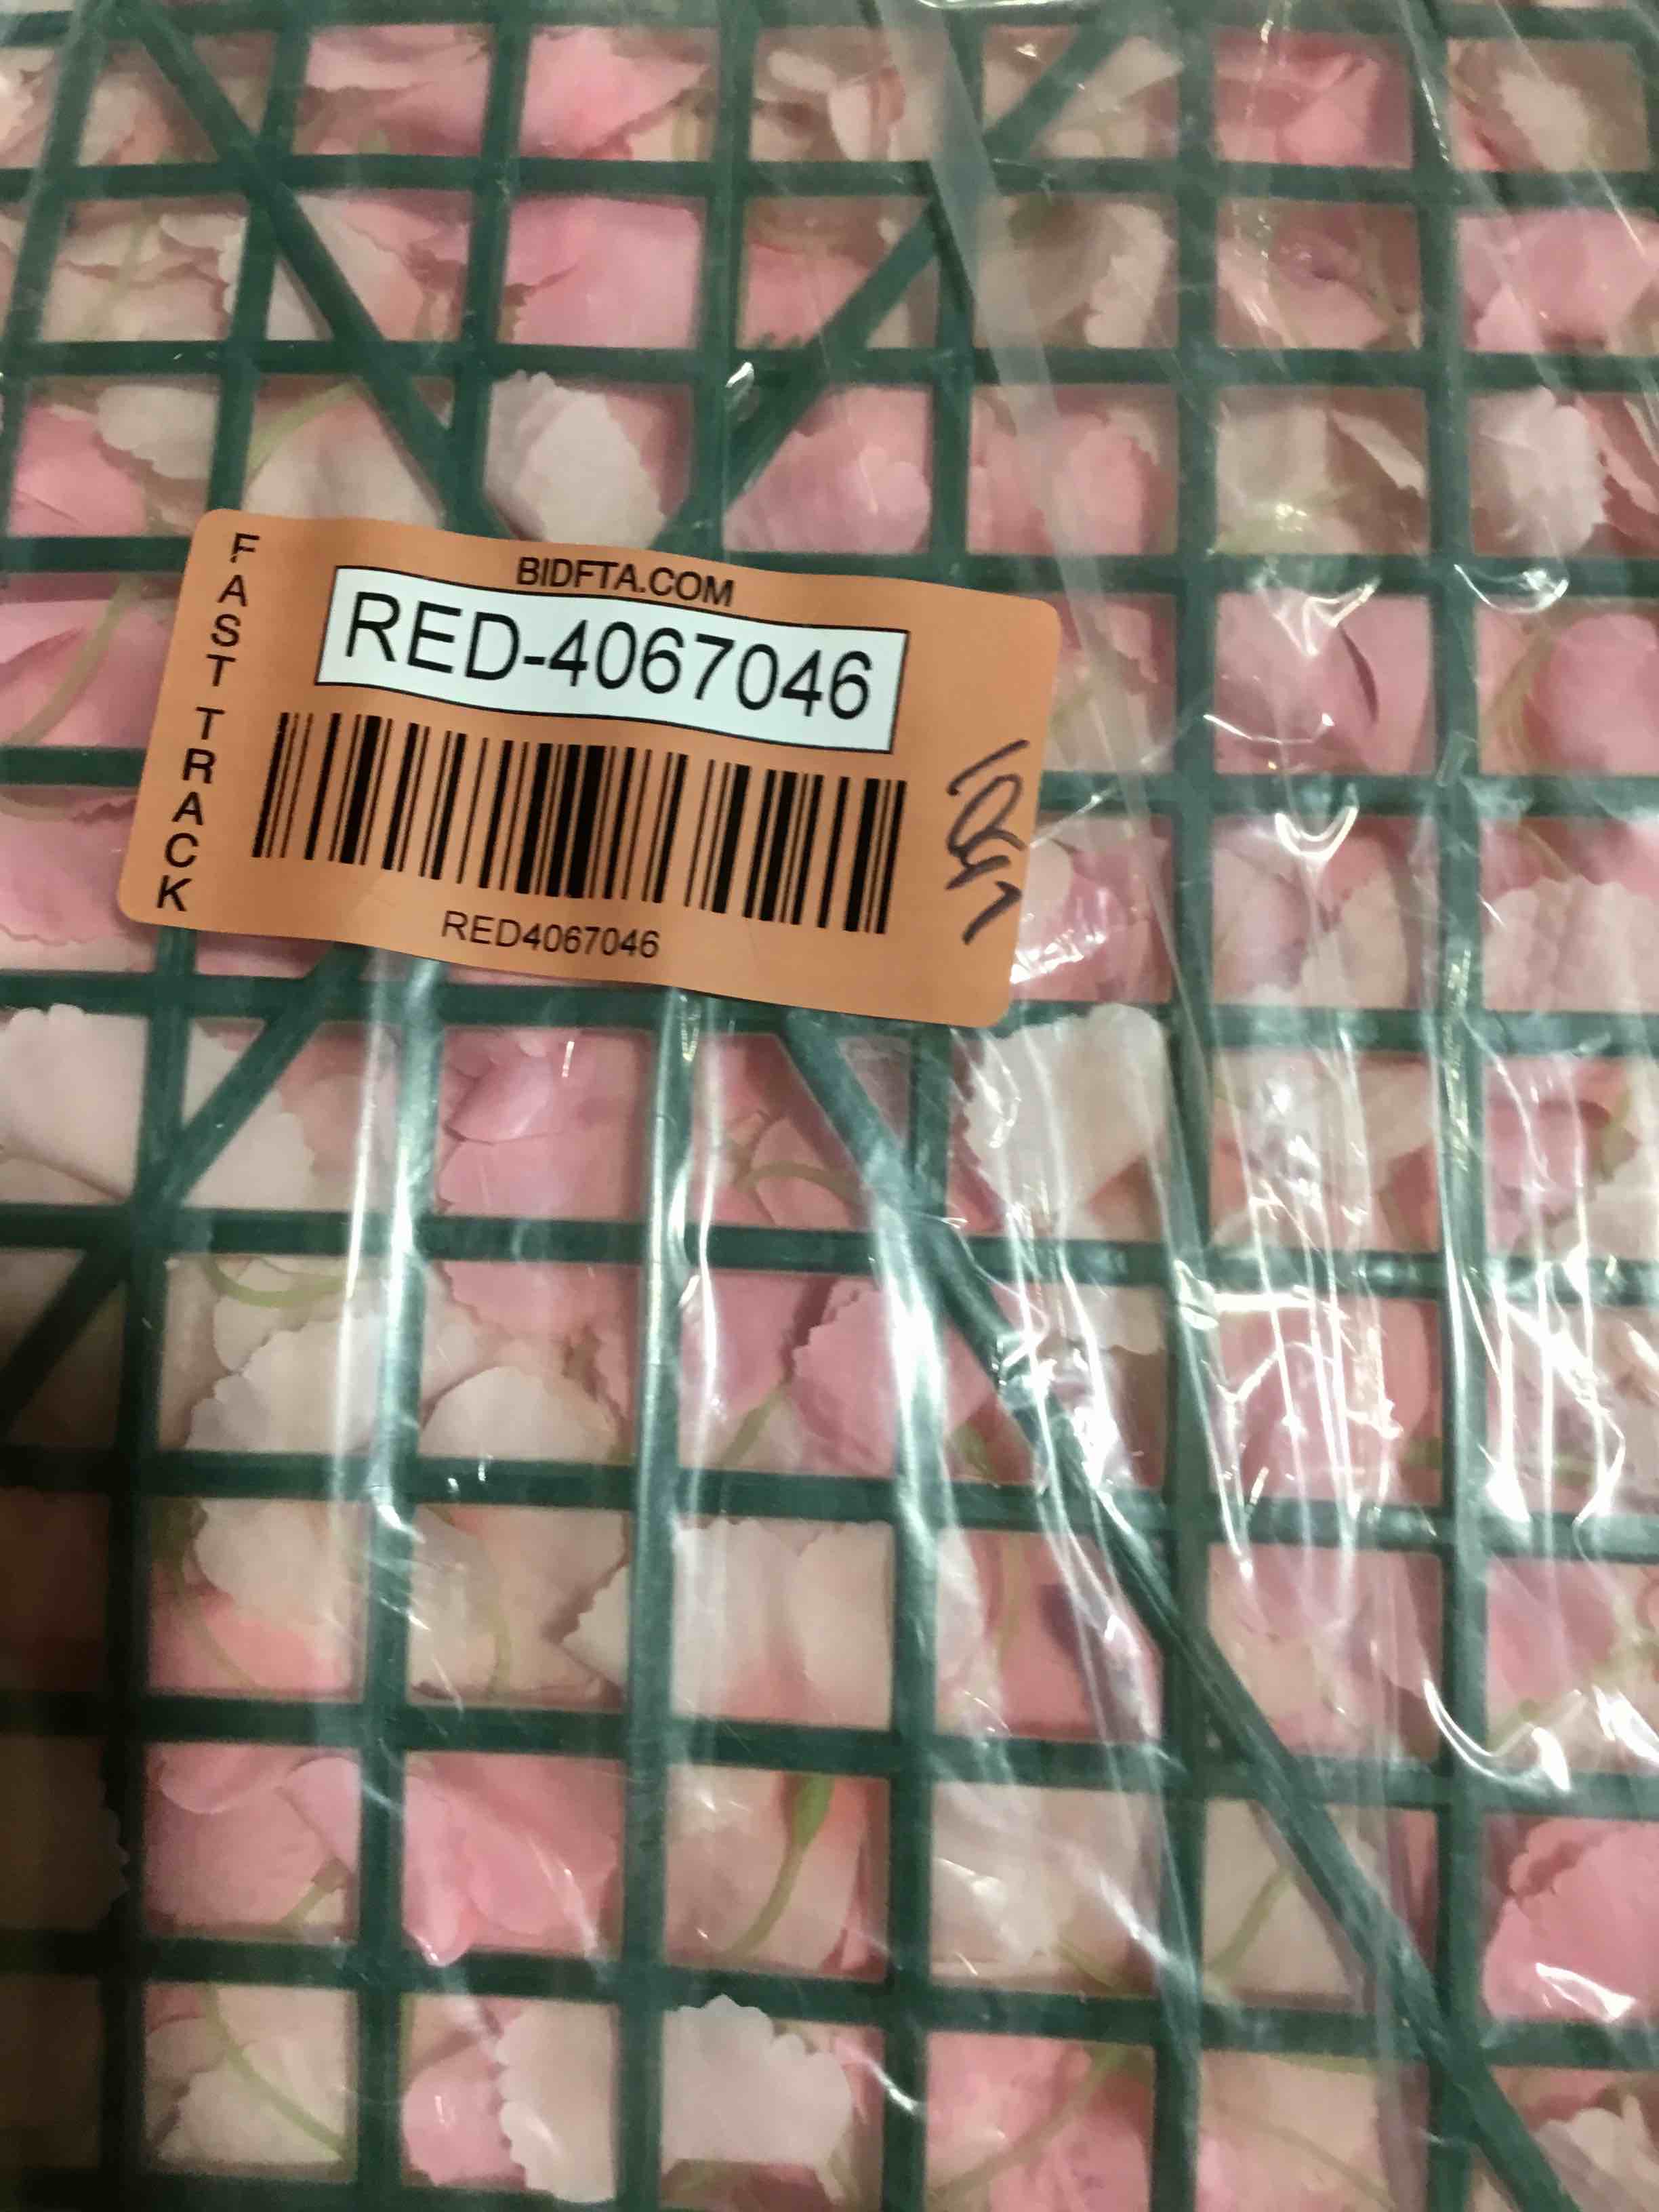 FAST TRACK
BIDFTA.COM
RED-4067046
RED4067046